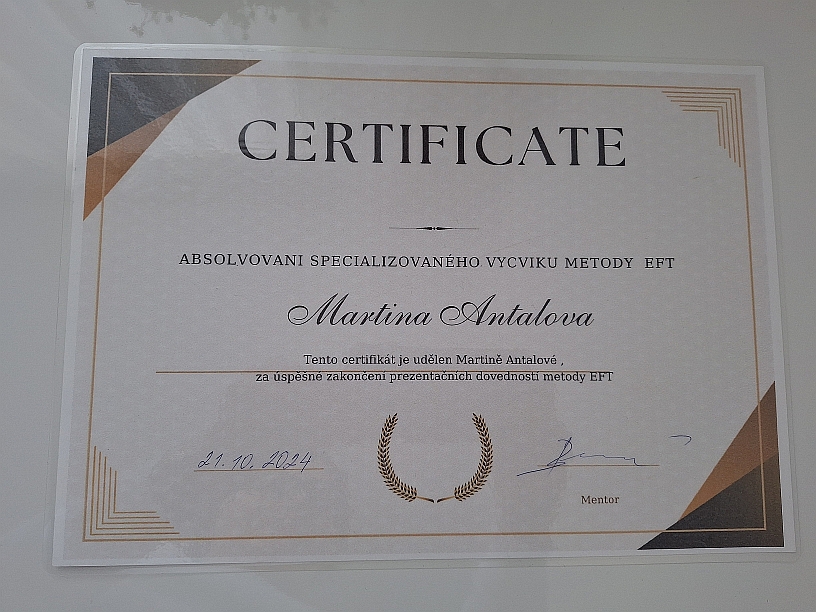 CERTIFICATE
ABSOLVOVANI SPECIALIZOVANÉHO VYCVIKU METODY EFT
Martina Antalova
Tento certifikát je udělen Martině Antalové ,
za úspěšné zakončení prezentačních dovedností metody EFT
21. 10. 2024
Mentor